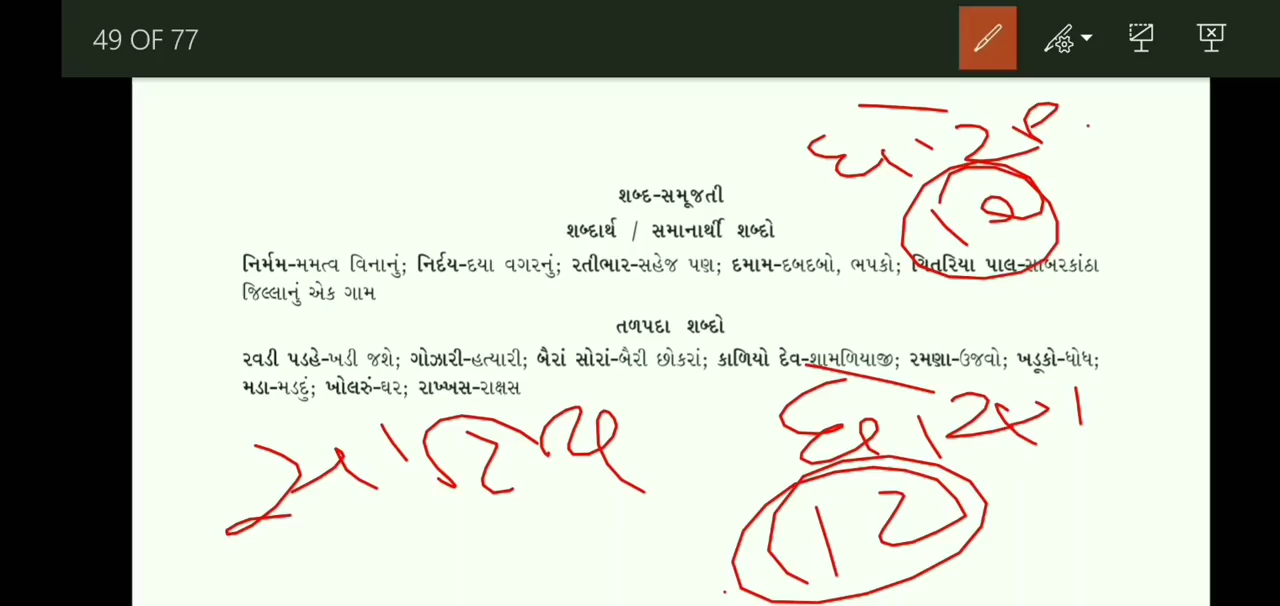 49 OF 77
શબ્દ-સમૂજતી
શબ્દાર્થ / સમાનાર્થી શબ્દો
નિર્મમ-મમત્વ વિનાનું; નિર્દય-દયા વગરનું; રતીભાર-સહેજ પણ; દમામ-દબદબો, ભપકો; ચિતરિયા પાલ-સાબરકાંઠા
જિલ્લાનું એક ગામ
તળપદા શબ્દો
રવડી પડહે-ખડી જશે; ગોઝારી-હત્યારી; બૈરાં સોરાં-બૈરી છોકરાં; કાળિયો દેવ-શામળિયાજી; રમણા-ઉજવો; ખડૂકો-ધોધ;
મડા-મડદું; ખોલરું-ઘર; રાખ્ખસ-રાક્ષસ
12